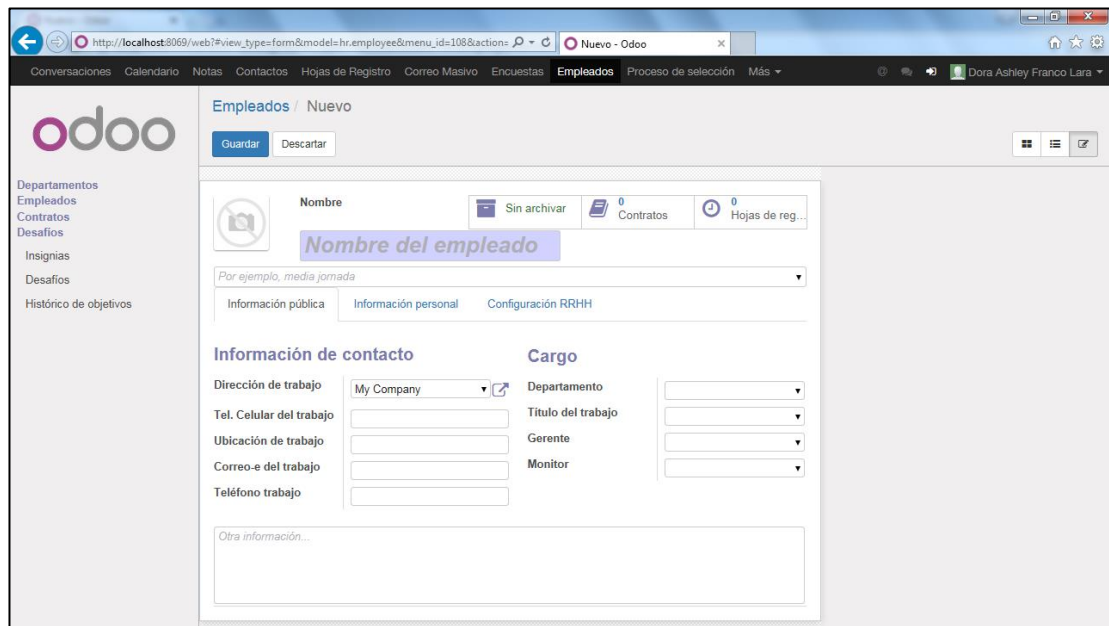 http://localhost:8069/web?#view_type=form&model=hr.employee&menu_id=108&action=
Nuevo - Odoo
Conversaciones Calendario Notas Contactos Hojas de Registro Correo Masivo Encuestas Empleados Proceso de selección Más
Dora Ashley Franco Lara
odoo
Empleados / Nuevo
Guardar Descartar
Departamentos
Empleados
Contratos
Desafíos
Insignias
Desafíos
Histórico de objetivos
Nombre
Sin archivar
0
Contratos
0
Hojas de reg...
Nombre del empleado
Por ejemplo, media jornada
Información pública Información personal Configuración RRHH
Información de contacto
Dirección de trabajo My Company
Tel. Celular del trabajo
Ubicación de trabajo
Correo-e del trabajo
Teléfono trabajo
Cargo
Departamento
Título del trabajo
Gerente
Monitor
Otra información...